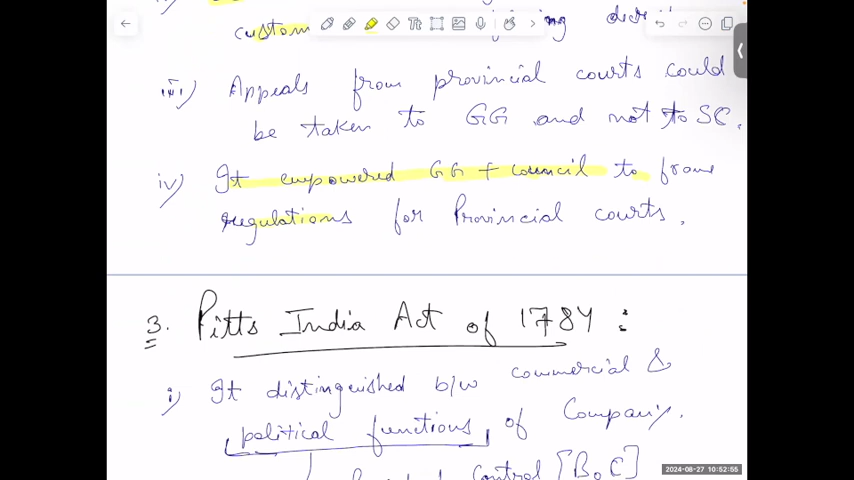 custom
iii) Appeals from provincial courts could
be taken to GG and not to SC.
iv) It empowered GG + council to frame
regulations for Provincial courts.
3. Pitts India Act of 1784 :
i) It distinguished b/w commercial &
political functions of Company.
Control [BoC]
2024-08-27 10:52:55